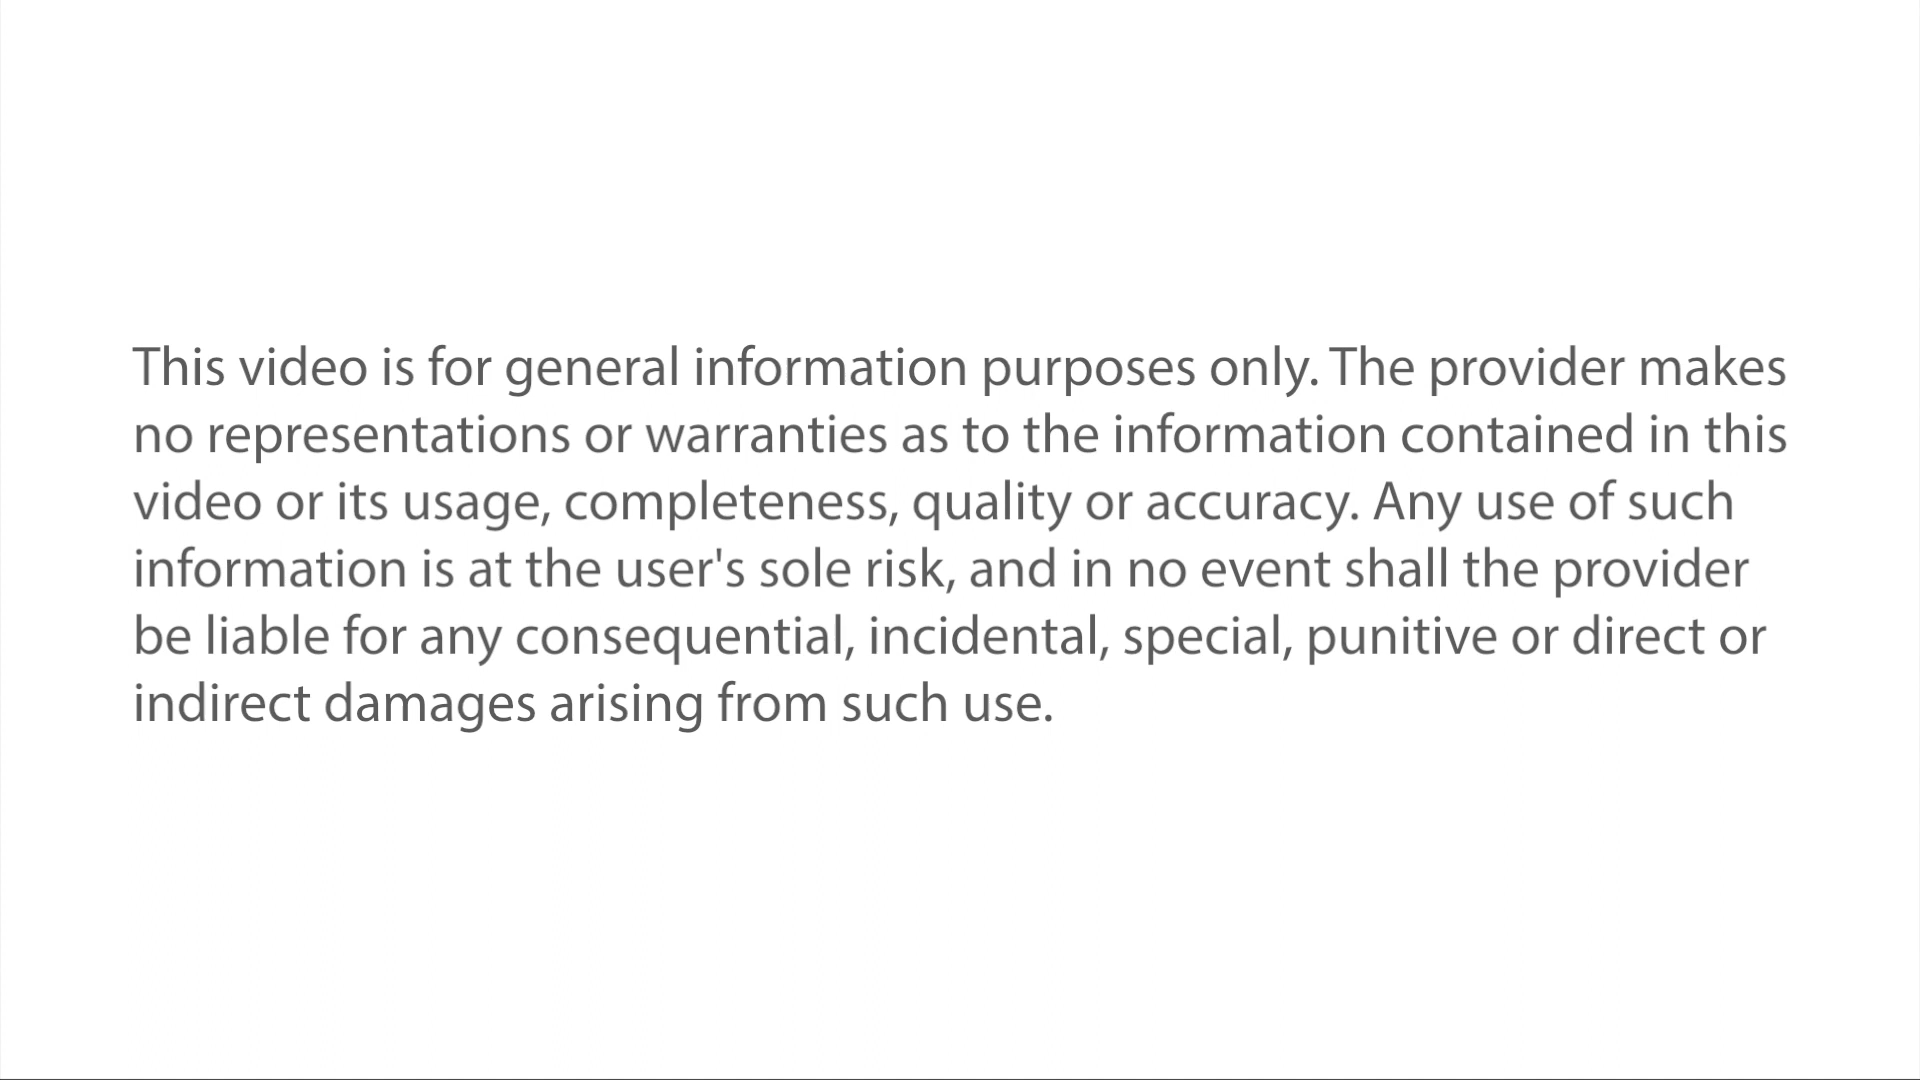 This video is for general information purposes only. The provider makes
no representations or warranties as to the information contained in this
video or its usage, completeness, quality or accuracy. Any use of such
information is at the user's sole risk, and in no event shall the provider
be liable for any consequential, incidental, special, punitive or direct or
indirect damages arising from such use.